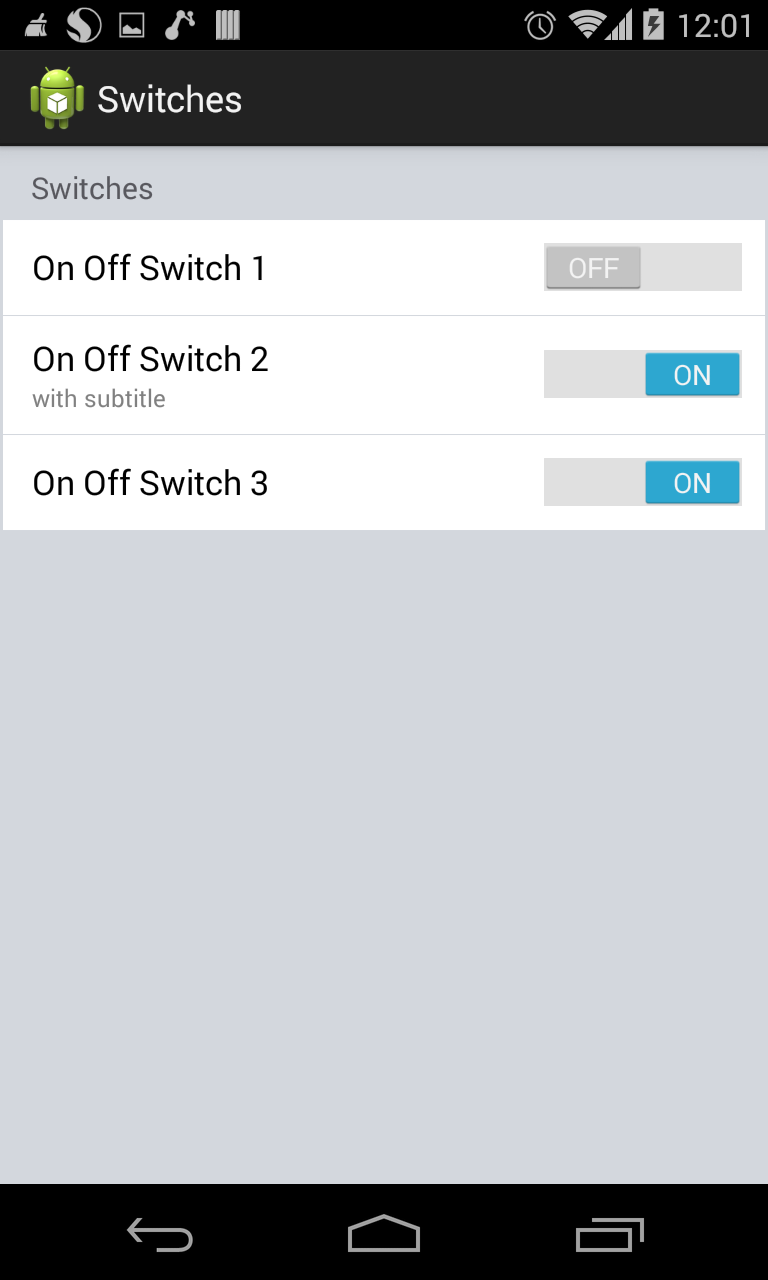 12:01
Switches
Switches
On Off Switch 1
OFF
On Off Switch 2
with subtitle
ON
On Off Switch 3
ON